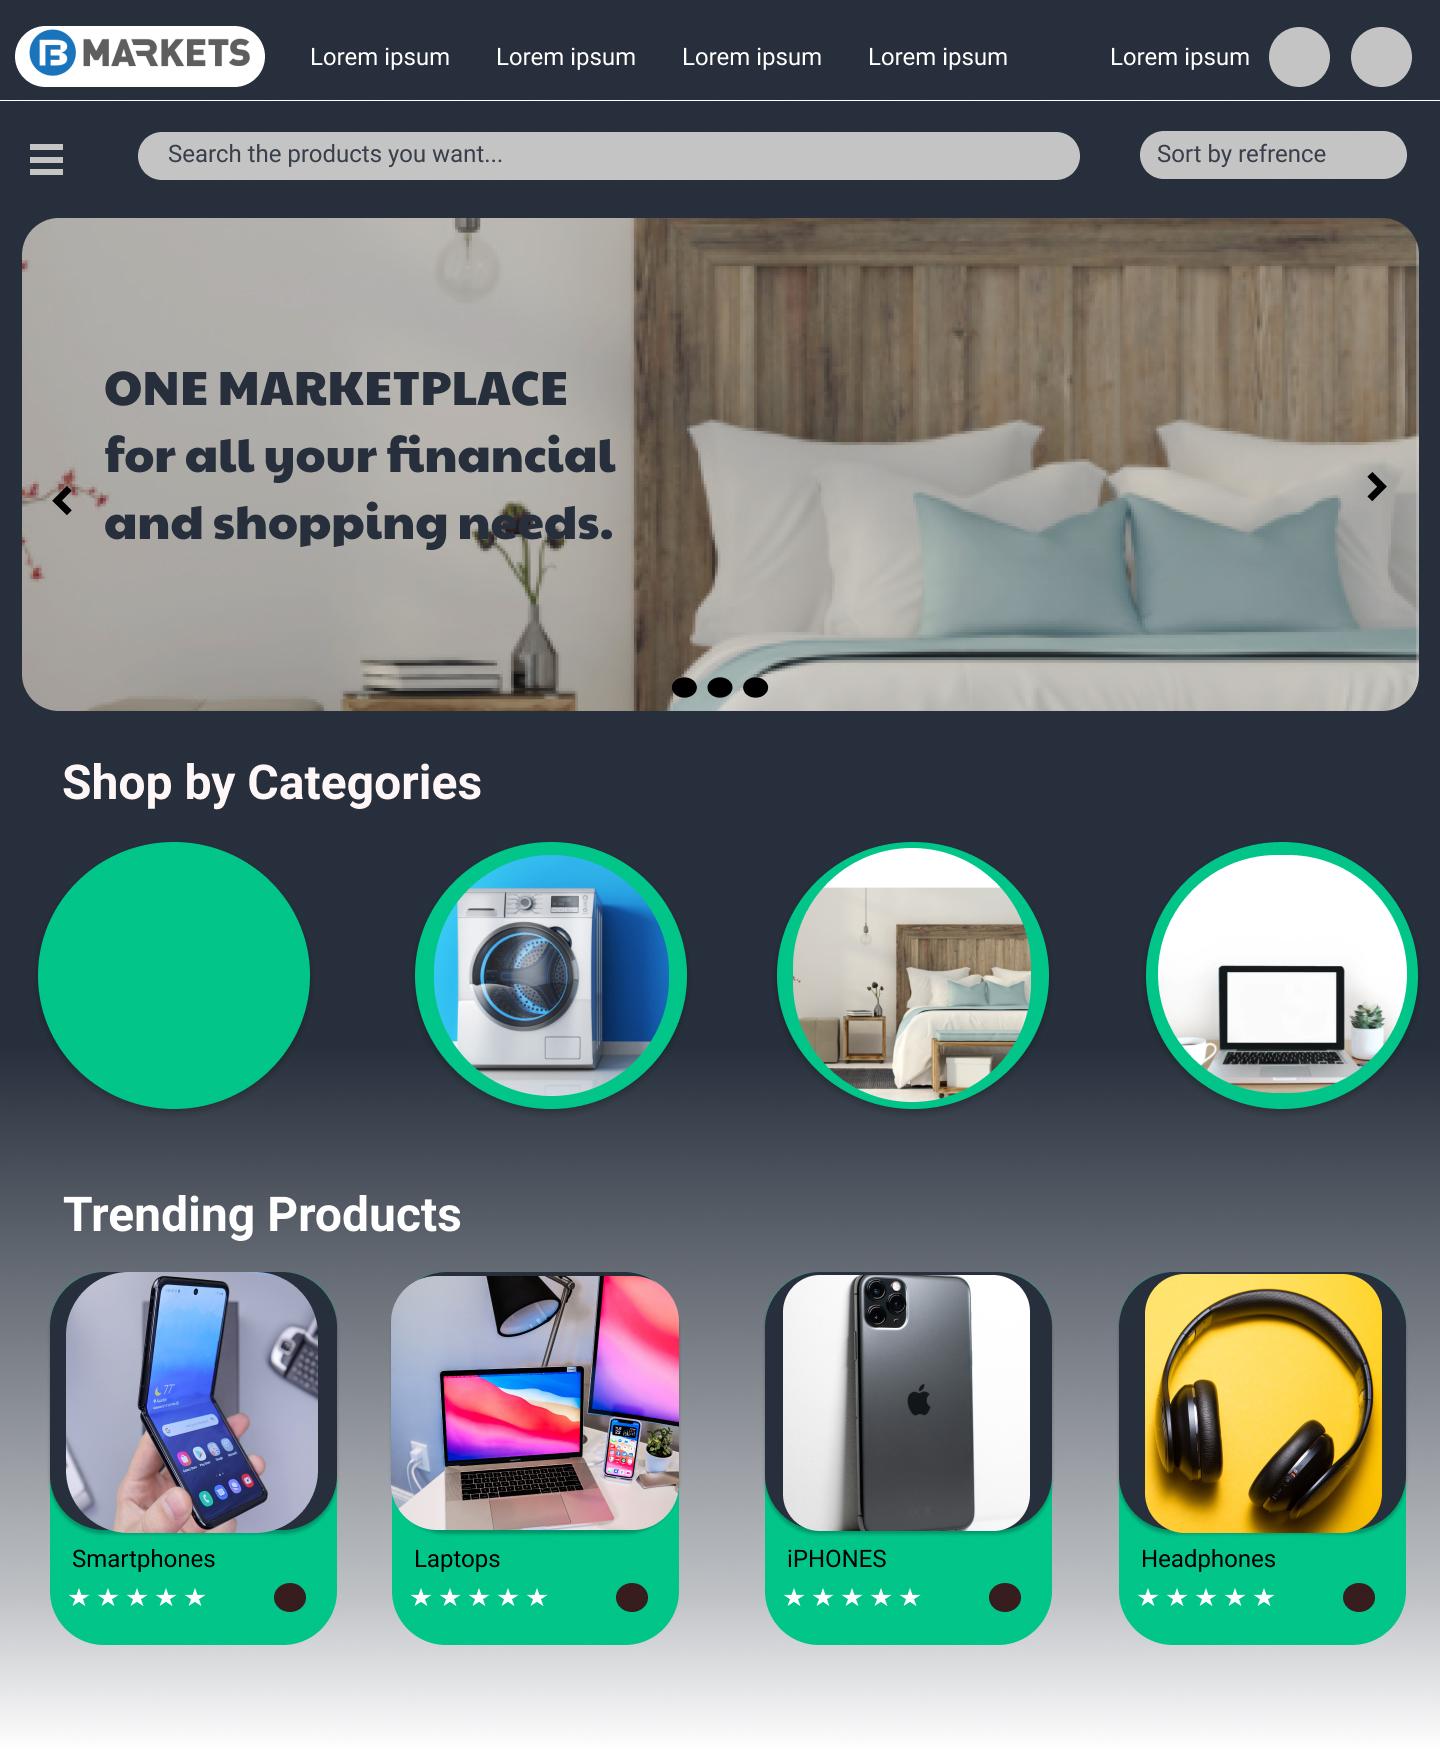 B MARKETS
Lorem ipsum Lorem ipsum Lorem ipsum Lorem ipsum Lorem ipsum
Search the products you want...
Sort by refrence
ONE MARKETPLACE
for all your financial
and shopping needs.
Shop by Categories
Trending Products
77°
Smartphones
Laptops
iPHONES
Headphones